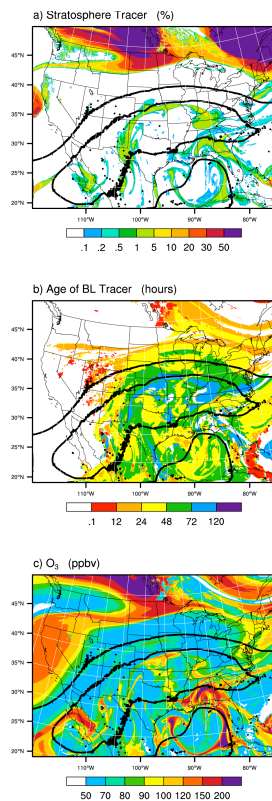 a) Stratosphere Tracer (%)
45°N
40°N
35°N
30°N
25°N
20°N
110°W 100°W 90°W 80°W
.1 .2 .5 1 5 10 20 30 50
b) Age of BL Tracer (hours)
45°N
40°N
35°N
30°N
25°N
20°N
110°W 100°W 90°W 80°W
.1 12 24 48 72 120
c) O3 (ppbv)
45°N
40°N
35°N
30°N
25°N
20°N
110°W 100°W 90°W 80°W
50 70 80 90 100 120 150 200